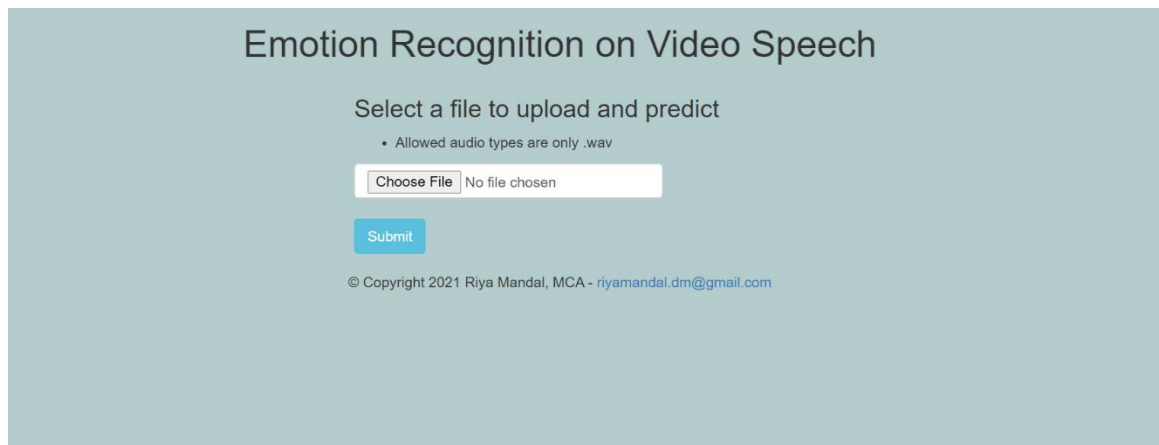 Emotion Recognition on Video Speech
Select a file to upload and predict
• Allowed audio types are only .wav
Choose File No file chosen
Submit
© Copyright 2021 Riya Mandal, MCA - riyamandal.dm@gmail.com